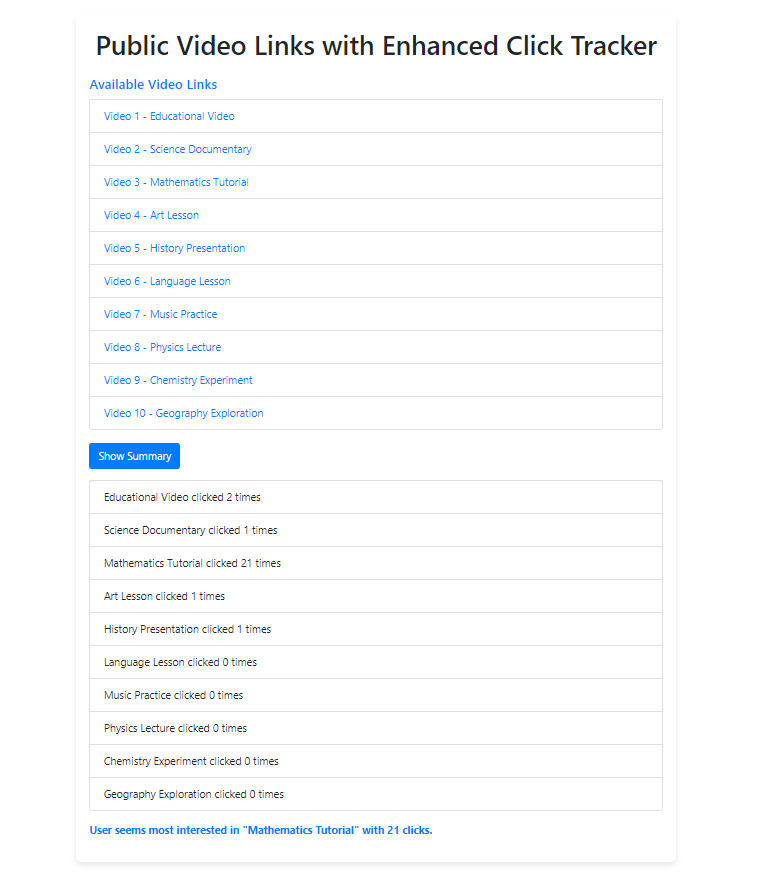 Public Video Links with Enhanced Click Tracker
Available Video Links
Video 1 - Educational Video
Video 2 - Science Documentary
Video 3 - Mathematics Tutorial
Video 4 - Art Lesson
Video 5 - History Presentation
Video 6 - Language Lesson
Video 7 - Music Practice
Video 8 - Physics Lecture
Video 9 - Chemistry Experiment
Video 10 - Geography Exploration
Show Summary
Educational Video clicked 2 times
Science Documentary clicked 1 times
Mathematics Tutorial clicked 21 times
Art Lesson clicked 1 times
History Presentation clicked 1 times
Language Lesson clicked 0 times
Music Practice clicked 0 times
Physics Lecture clicked 0 times
Chemistry Experiment clicked 0 times
Geography Exploration clicked 0 times
User seems most interested in "Mathematics Tutorial" with 21 clicks.